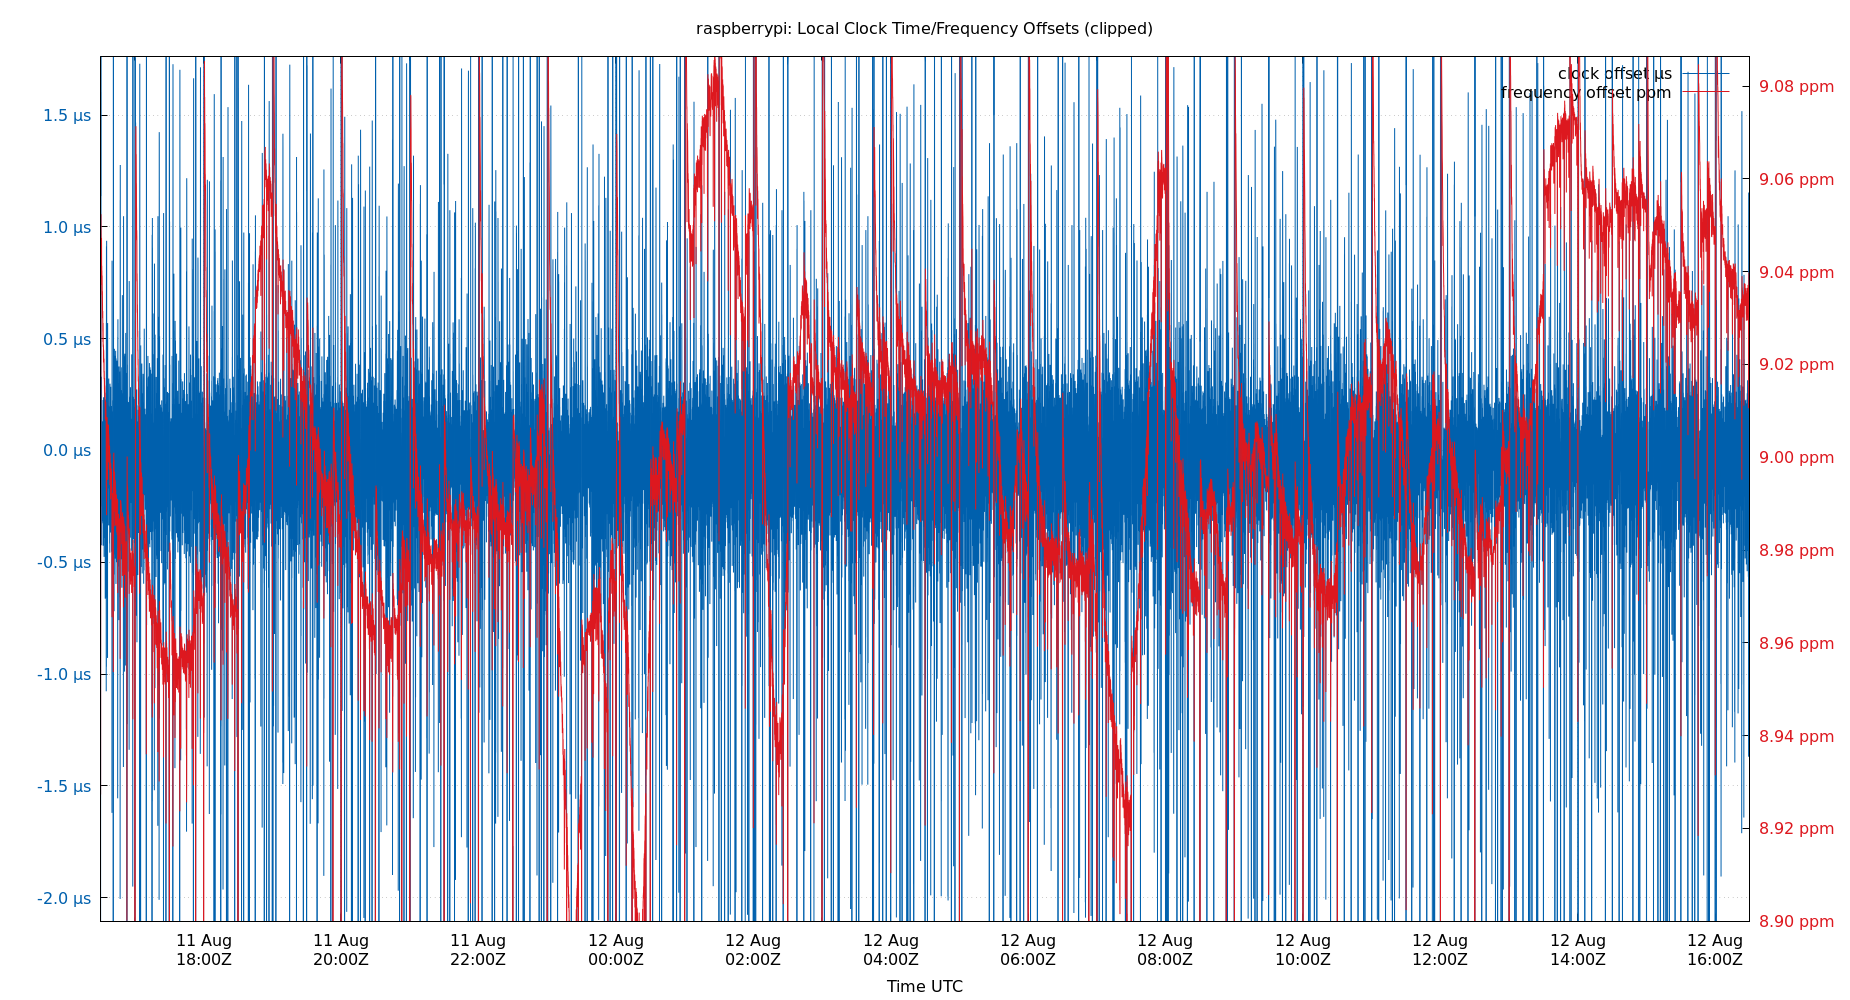 raspberrypi: Local Clock Time/Frequency Offsets (clipped)
clock offset µs
frequency offset ppm
1.5 µs
1.0 µs
0.5 µs
0.0 µs
-0.5 µs
-1.0 µs
-1.5 µs
-2.0 µs
9.08 ppm
9.06 ppm
9.04 ppm
9.02 ppm
9.00 ppm
8.98 ppm
8.96 ppm
8.94 ppm
8.92 ppm
8.90 ppm
11 Aug 11 Aug 11 Aug 12 Aug 12 Aug 12 Aug 12 Aug 12 Aug 12 Aug 12 Aug 12 Aug 12 Aug
18:00Z 20:00Z 22:00Z 00:00Z 02:00Z 04:00Z 06:00Z 08:00Z 10:00Z 12:00Z 14:00Z 16:00Z
Time UTC